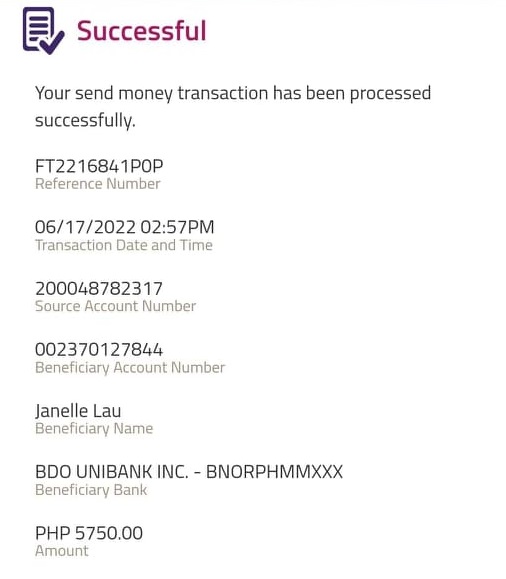 Successful
Your send money transaction has been processed
successfully.
FT2216841P0P
Reference Number
06/17/2022 02:57PM
Transaction Date and Time
200048782317
Source Account Number
002370127844
Beneficiary Account Number
Janelle Lau
Beneficiary Name
BDO UNIBANK INC. - BNORPHMMXXX
Beneficiary Bank
PHP 5750.00
Amount